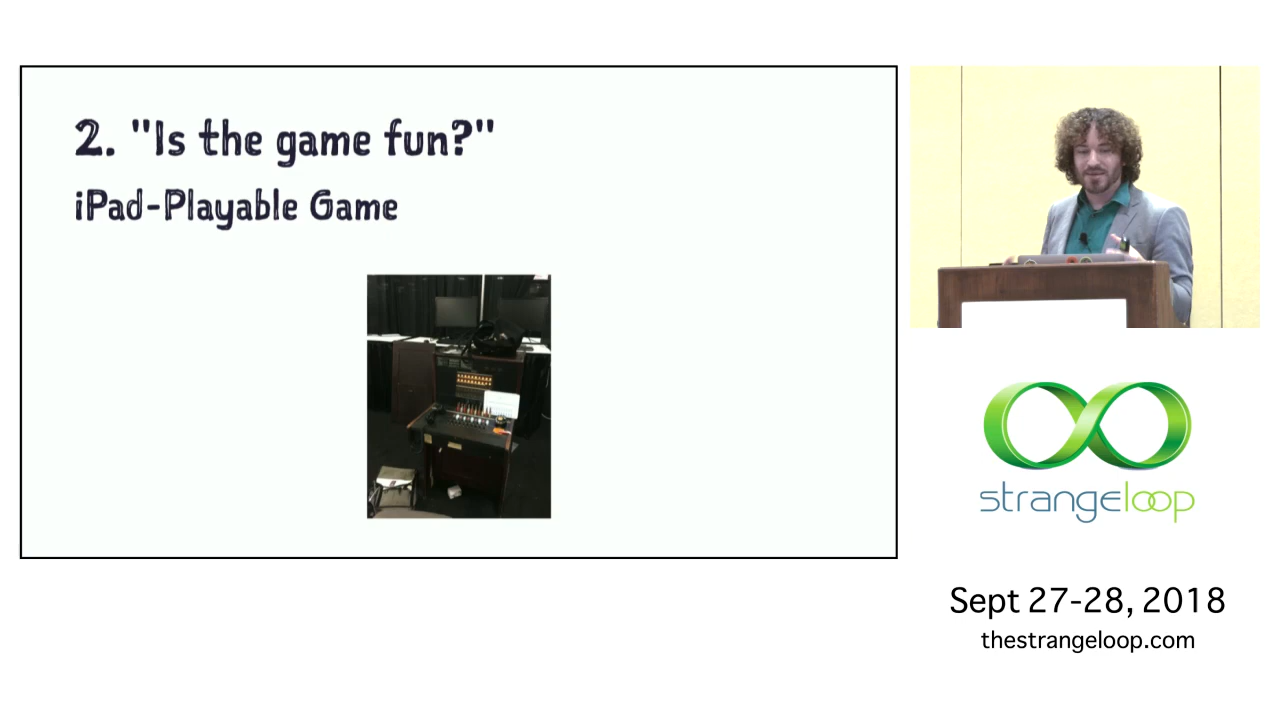 2. "Is the game fun?"
iPad-Playable Game
strangeloop
Sept 27-28, 2018
thestrangeloop.com